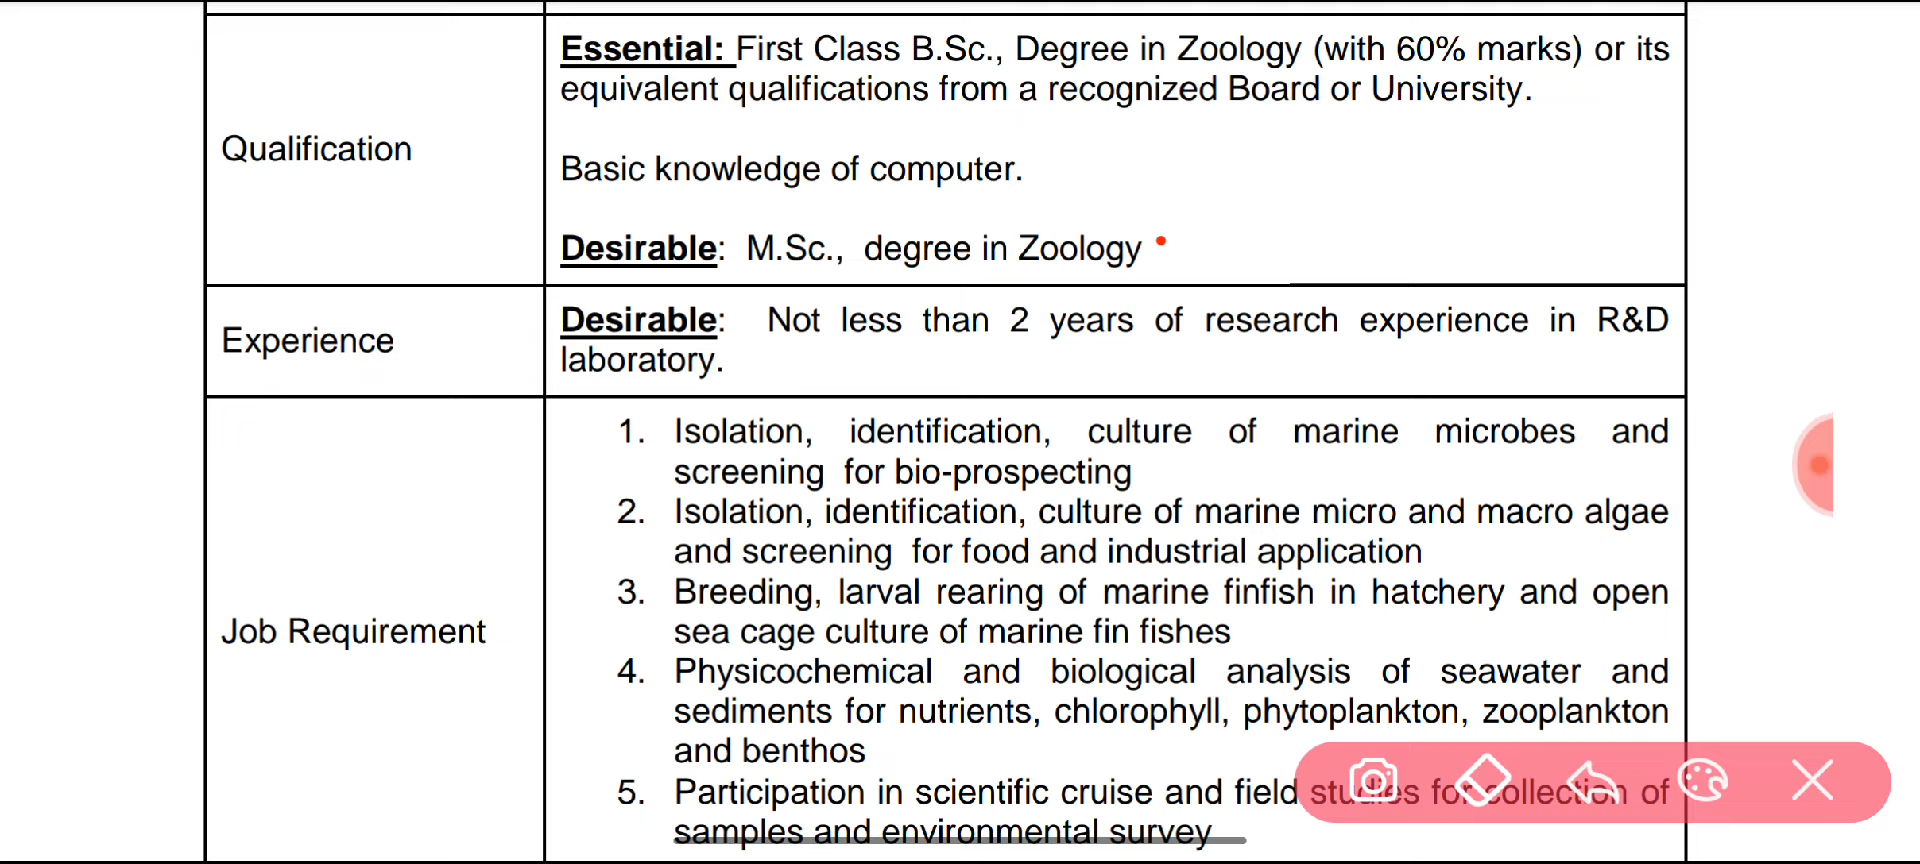 Essential: First Class B.Sc., Degree in Zoology (with 60% marks) or its
equivalent qualifications from a recognized Board or University.
Qualification
Basic knowledge of computer.
Desirable: M.Sc., degree in Zoology
Desirable: Not less than 2 years of research experience in R&D
Experience
laboratory.
1. Isolation, identification, culture of marine microbes and
screening for bio-prospecting
2. Isolation, identification, culture of marine micro and macro algae
and screening for food and industrial application
3. Breeding, larval rearing of marine finfish in hatchery and open
sea cage culture of marine fin fishes
Job Requirement
4. Physicochemical and biological analysis of seawater and
sediments for nutrients, chlorophyll, phytoplankton, zooplankton
and benthos
5. Participation in scientific cruise and field studies for collection of
samples and environmental survey